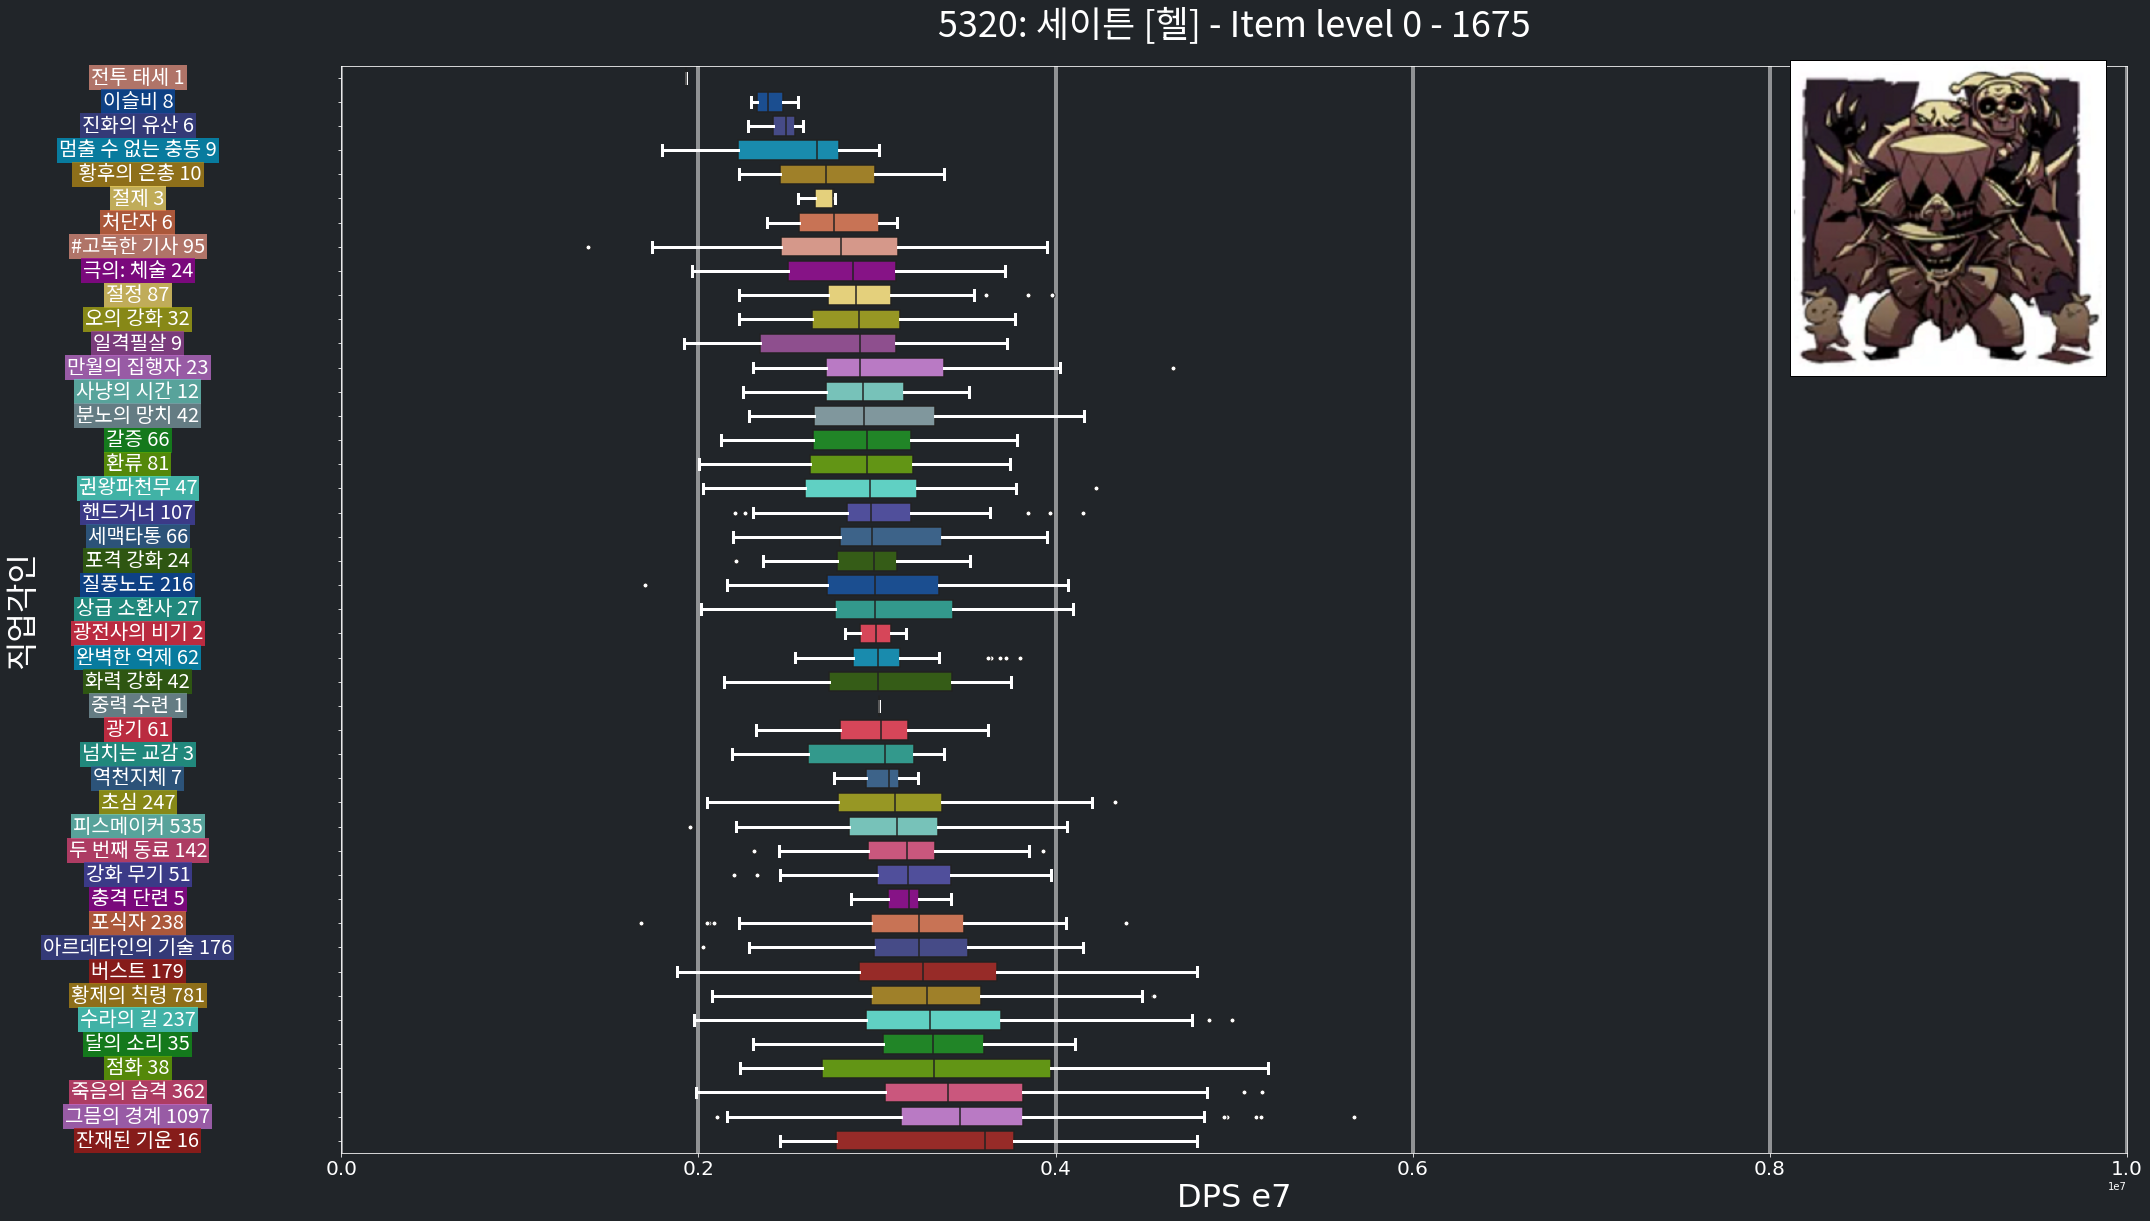 5320: 세이튼 [헬] - Item level 0 - 1675
전투 태세 1
이슬비 8
진화의 유산 6
멈출 수 없는 충동 9
황후의 은총 10
절제 3
처단자 6
#고독한 기사 95
극의: 체술 24
절정 87
오의 강화 32
일격필살 9
만월의 집행자 23
사냥의 시간 12
분노의 망치 42
갈증 66
환류 81
권왕파천무 47
핸드거너 107
세맥타통 66
포격 강화 24
질풍노도 216
상급 소환사 27
광전사의 비기 2
완벽한 억제 62
화력 강화 42
중력 수련 1
광기 61
넘치는 교감 3
역천지체 7
초심 247
피스메이커 535
두 번째 동료 142
강화 무기 51
충격 단련 5
포식자 238
아르데타인의 기술 176
버스트 179
황제의 칙령 781
수라의 길 237
달의 소리 35
점화 38
죽음의 습격 362
그믐의 경계 1097
잔재된 기운 16
직업각인
0.0 0.2 0.4 0.6 0.8 1.0
1e7
DPS e7